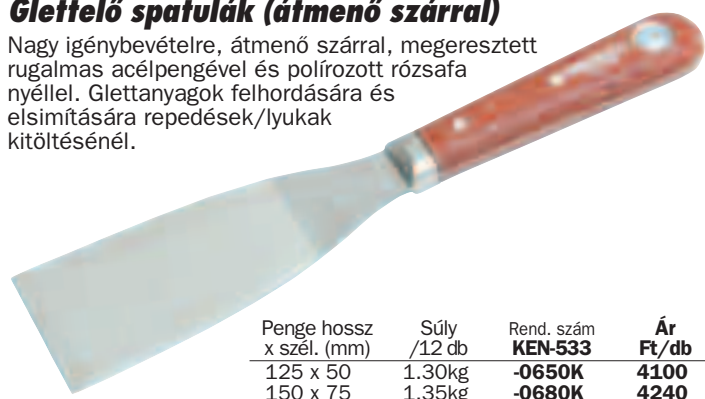 Glettelő spatulák (átmenő szárral)
Nagy igénybevételre, átmenő szárral, megeresztett
rugalmas acélpengével és polírozott rózsafa
nyéllel. Glettanyagok felhordására és
elsimítására repedések/lyukak
kitöltésénél.
Penge hossz Súly Rend. szám Ár
x szél. (mm) /12 db KEN-533 Ft/db
125 x 50 1.30kg -0650K 4100
150 x 75 1.35kg -0680K 4240